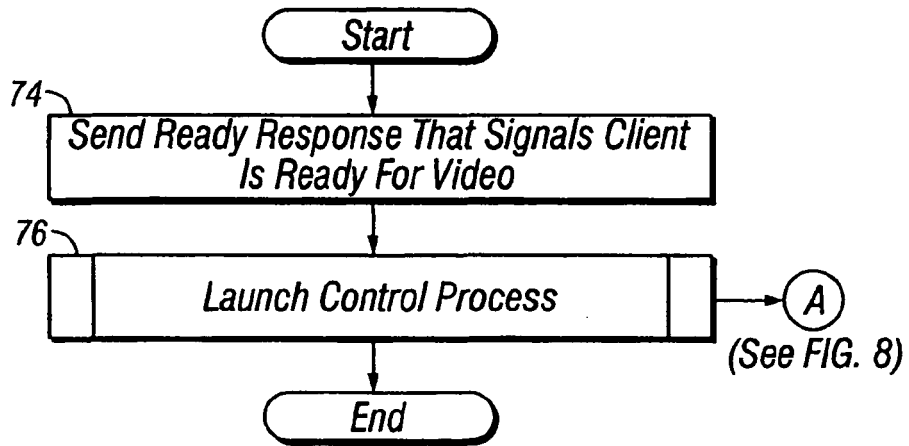 Start
74
Send Ready Response That Signals Client
Is Ready For Video
76
Launch Control Process
A
(See FIG. 8)
End